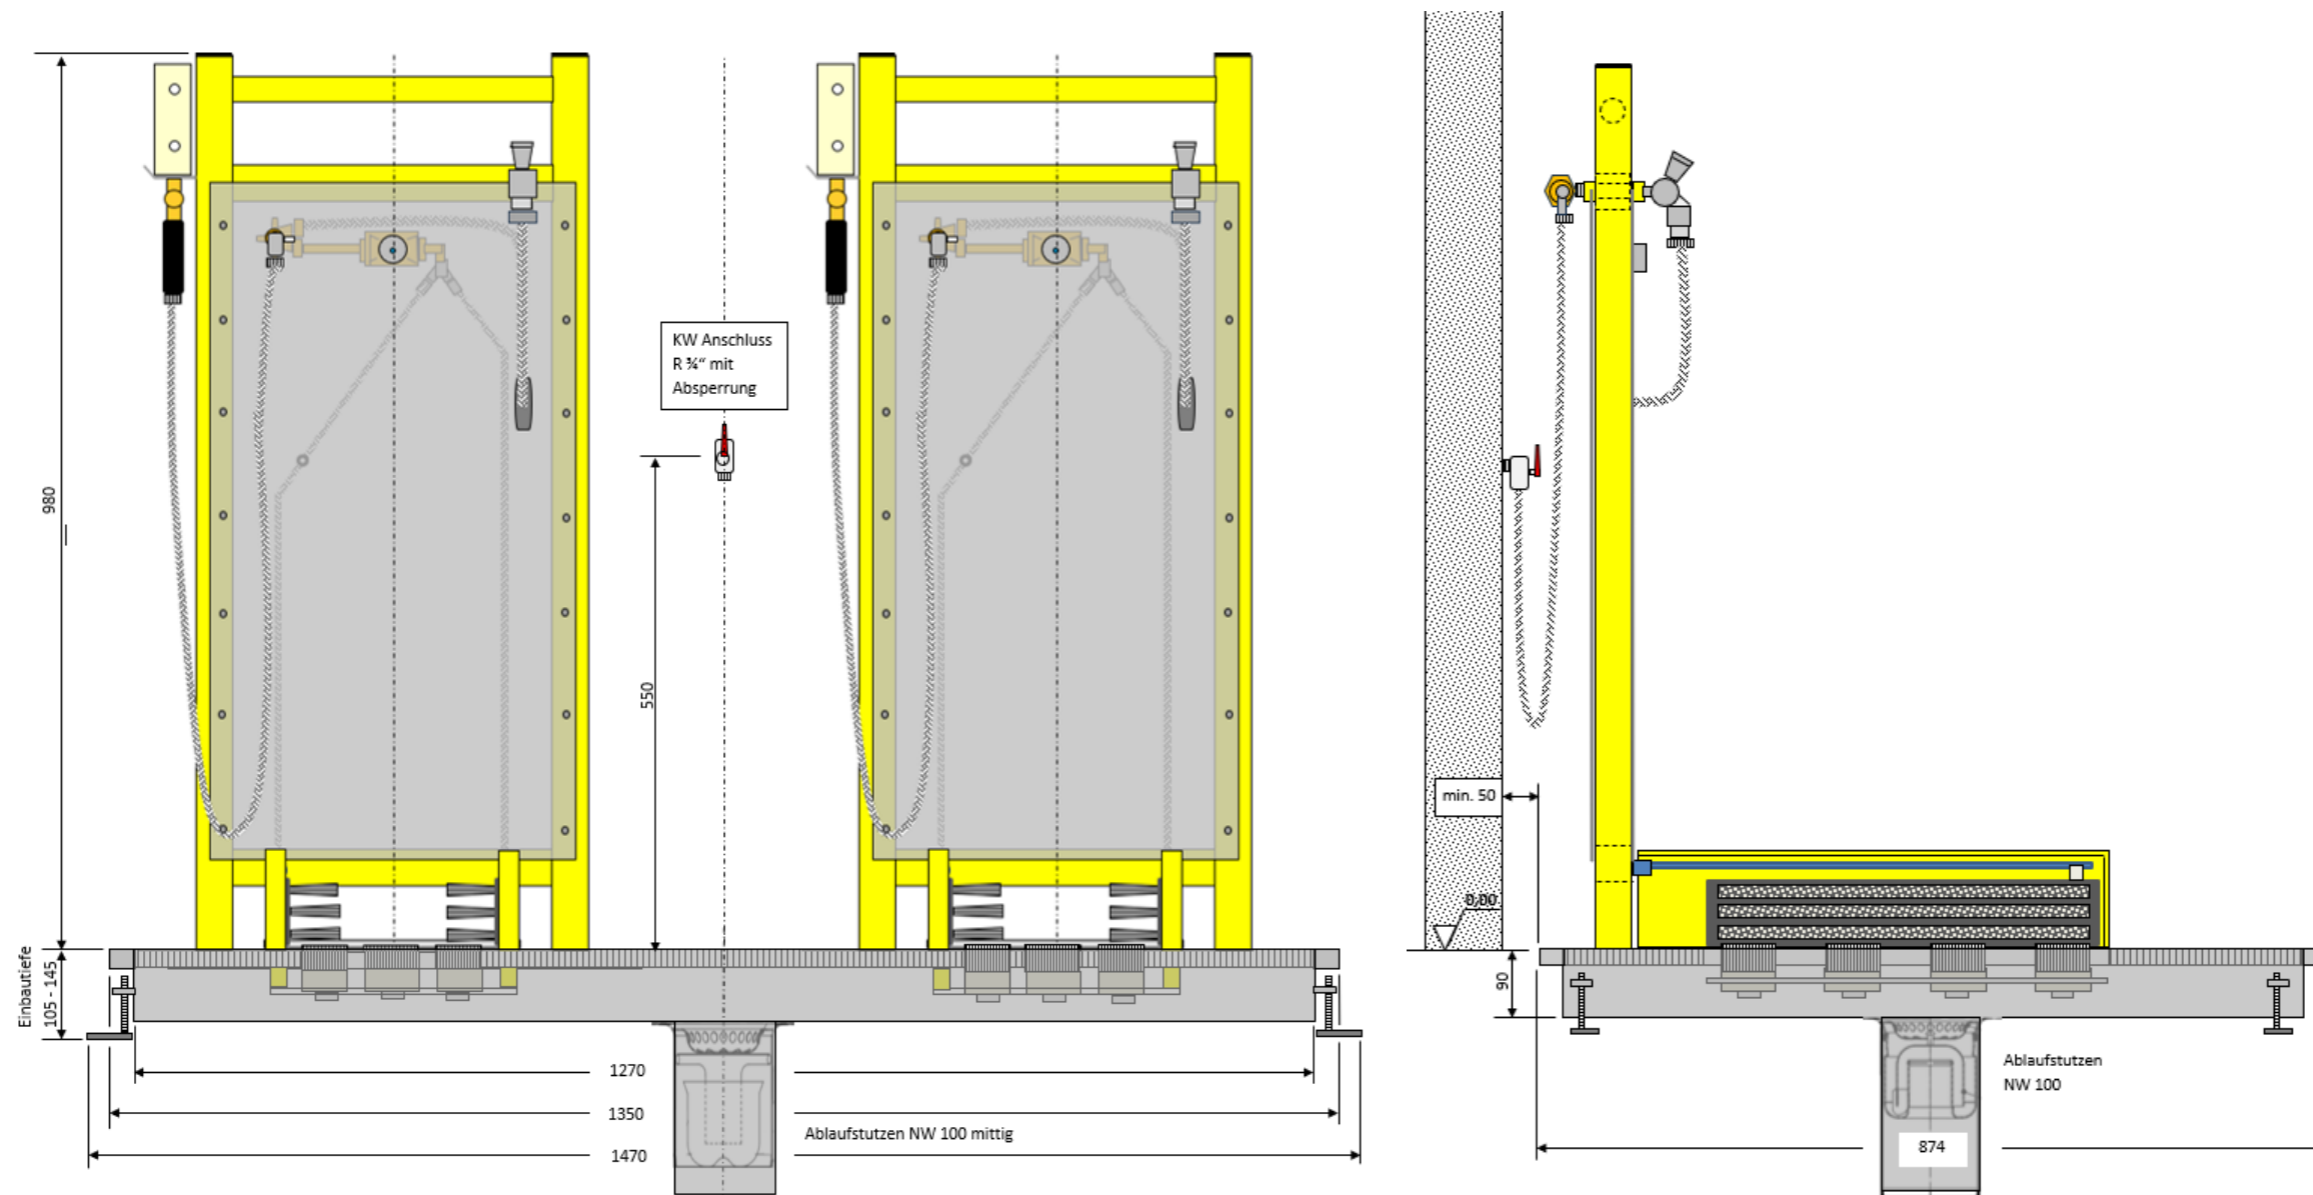 980
KW Anschluss
R ¾“ mit
Absperrung
550
Einbautiefe
105 - 145
1270
1350
1470
Ablaufstutzen NW 100 mittig
min. 50
0,00
90
Ablaufstutzen
NW 100
874